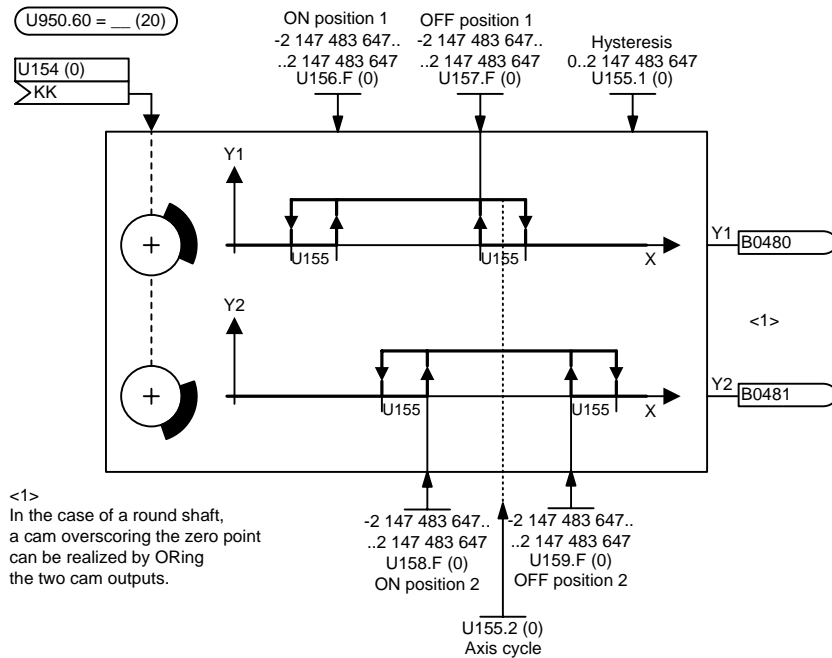 U950.60 = __ (20)
ON position 1
-2 147 483 647..
..2 147 483 647
U156.F (0)
OFF position 1
-2 147 483 647..
..2 147 483 647
U157.F (0)
Hysteresis
0..2 147 483 647
U155.1 (0)
U154 (0)
KK
Y1
U155
U155
X
Y1
B0480
<1>
Y2
U155
U155
X
Y2
B0481
<1>
In the case of a round shaft,
a cam overscoring the zero point
can be realized by ORing
the two cam outputs.
-2 147 483 647..
..2 147 483 647
U158.F (0)
ON position 2
-2 147 483 647..
..2 147 483 647
U159.F (0)
OFF position 2
U155.2 (0)
Axis cycle